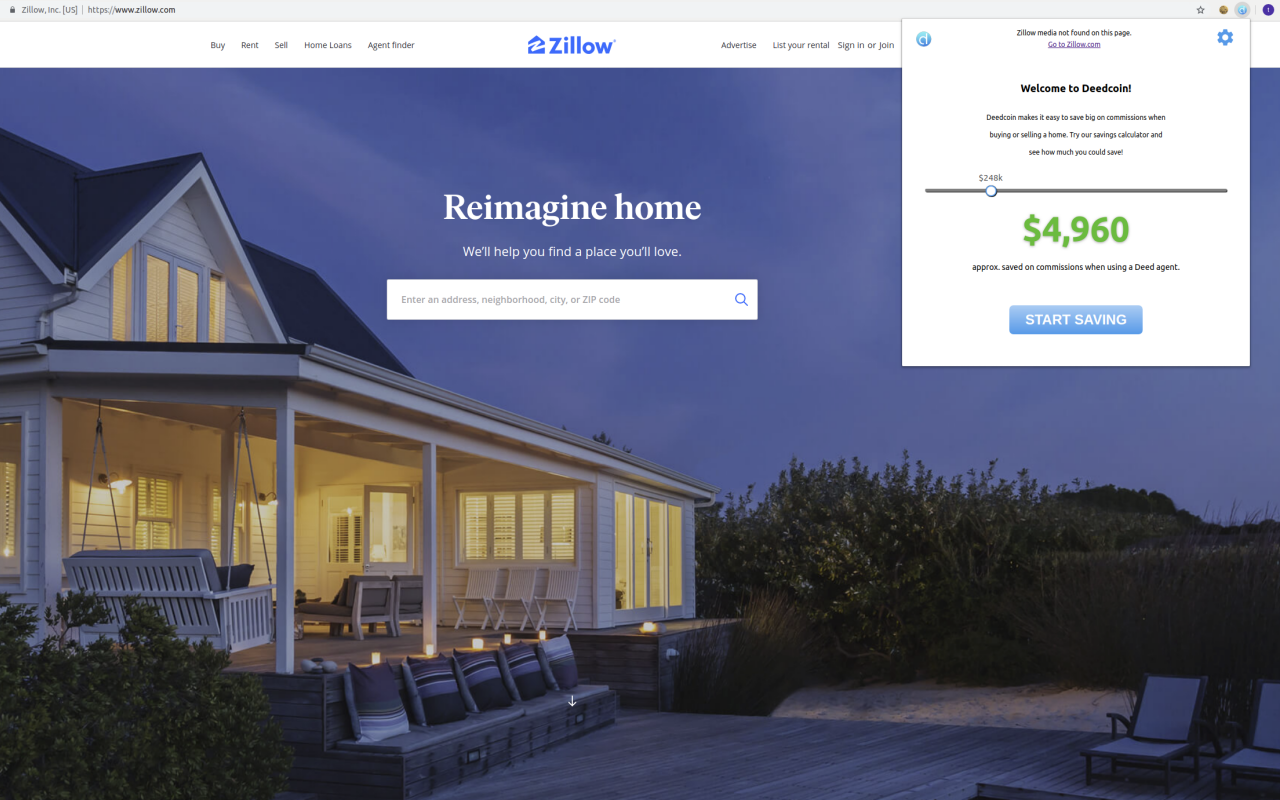 Zillow, Inc. [US] | https://www.zillow.com
Buy Rent Sell Home Loans Agent finder
Zillow
Advertise List your rental Sign in or Join
Zillow media not found on this page.
Go to Zillow.com
Welcome to Deedcoin!
Deedcoin makes it easy to save big on commissions when
buying or selling a home. Try our savings calculator and
see how much you could save!
$248k
$4,960
approx. saved on commissions when using a Deed agent.
START SAVING
Reimagine home
We'll help you find a place you'll love.
Enter an address, neighborhood, city, or ZIP code